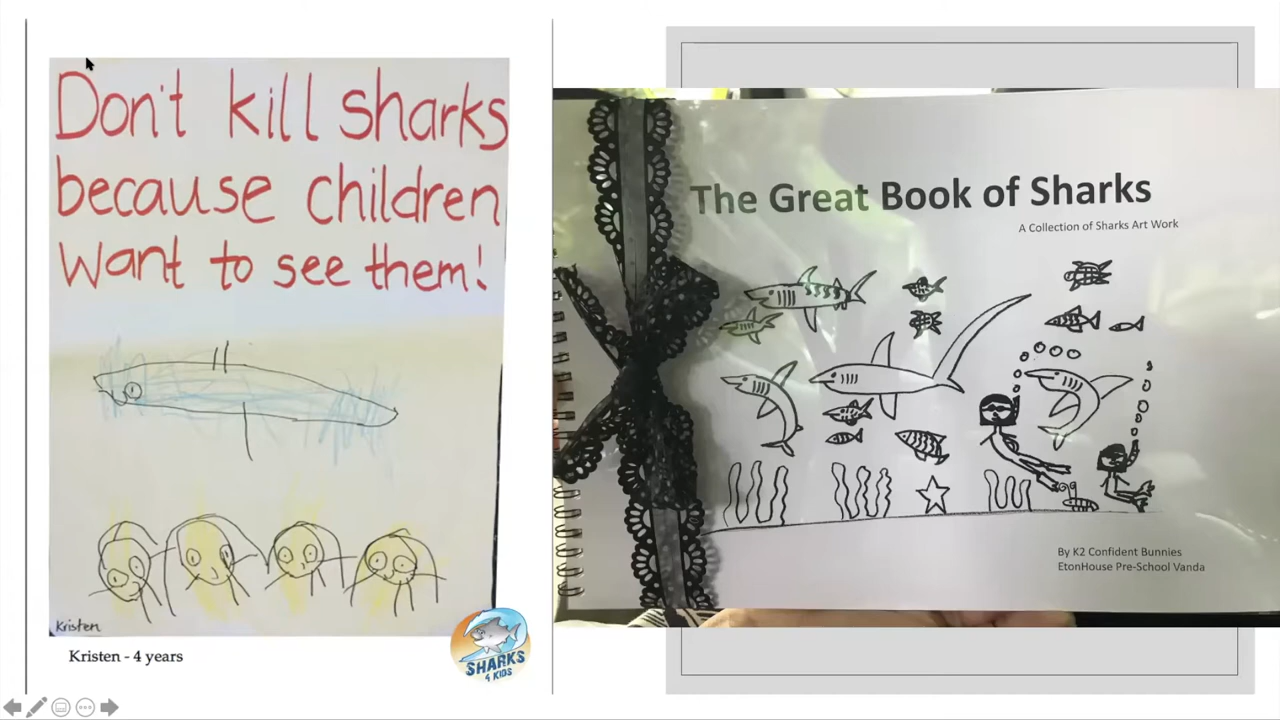 Don't kill sharks
because children
want to see them!
Kristen
Kristen - 4 years
SHARKS
4 KIDS
The Great Book of Sharks
A Collection of Sharks Art Work
By K2 Confident Bunnies
EtonHouse Pre-School Vanda